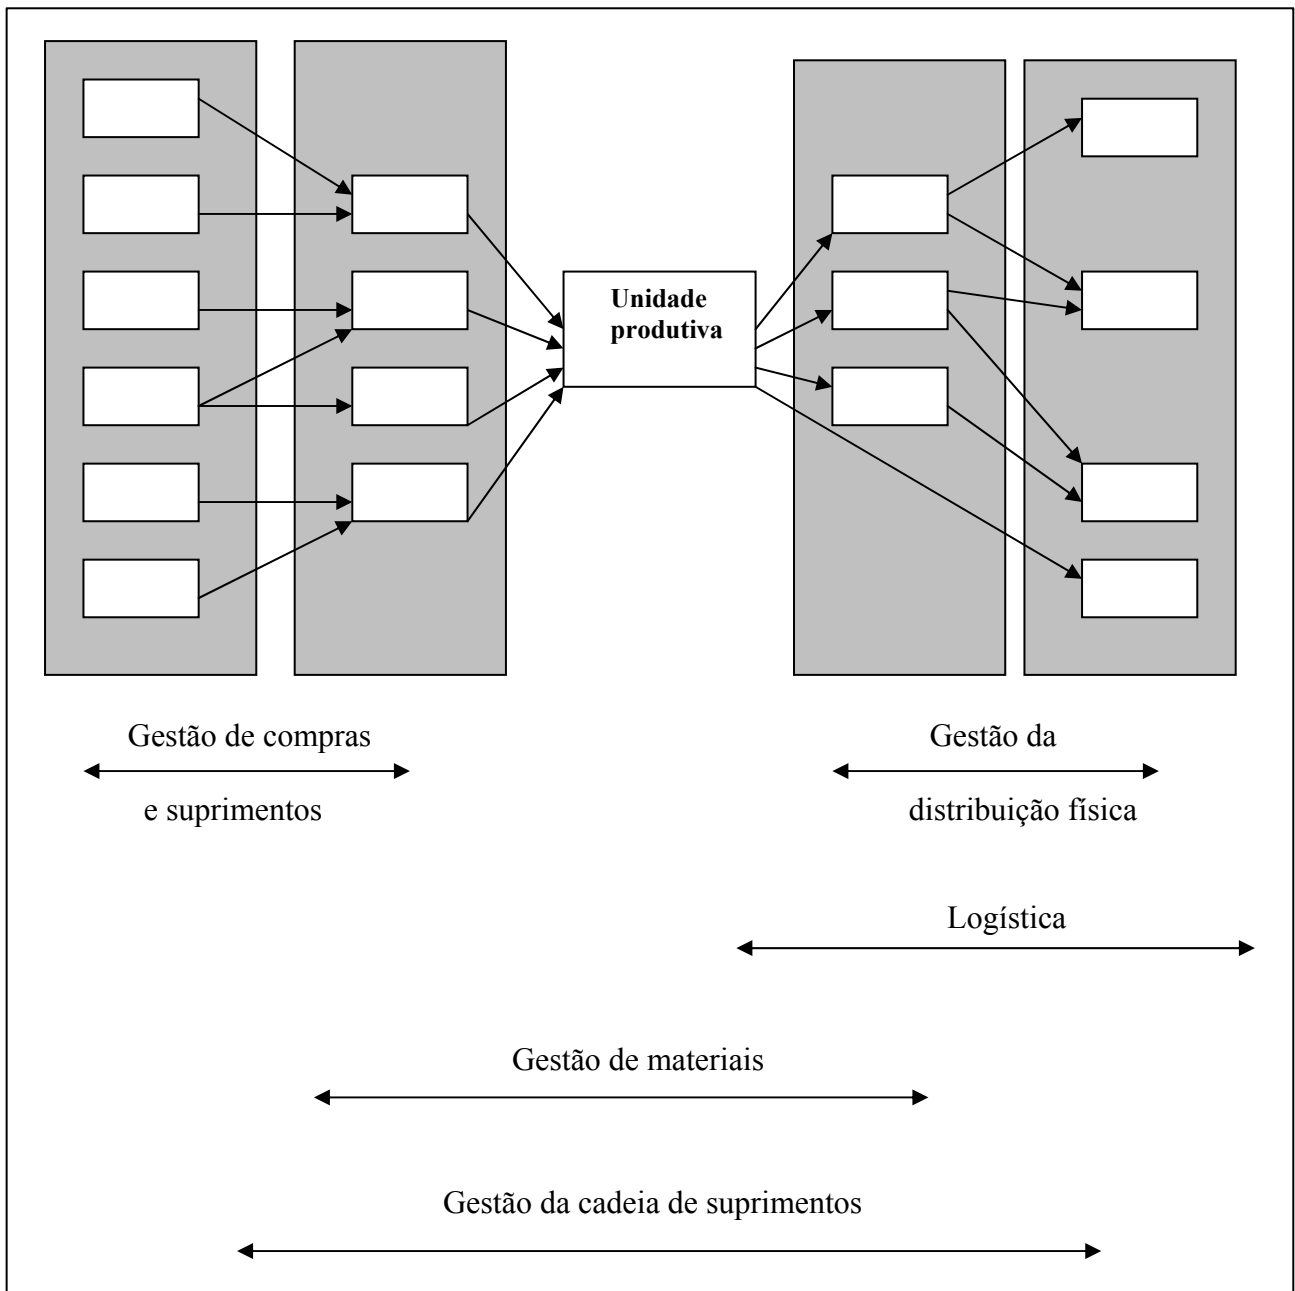 Unidade
produtiva
Gestão de compras
e suprimentos
Gestão da
distribuição física
Logística
Gestão de materiais
Gestão da cadeia de suprimentos